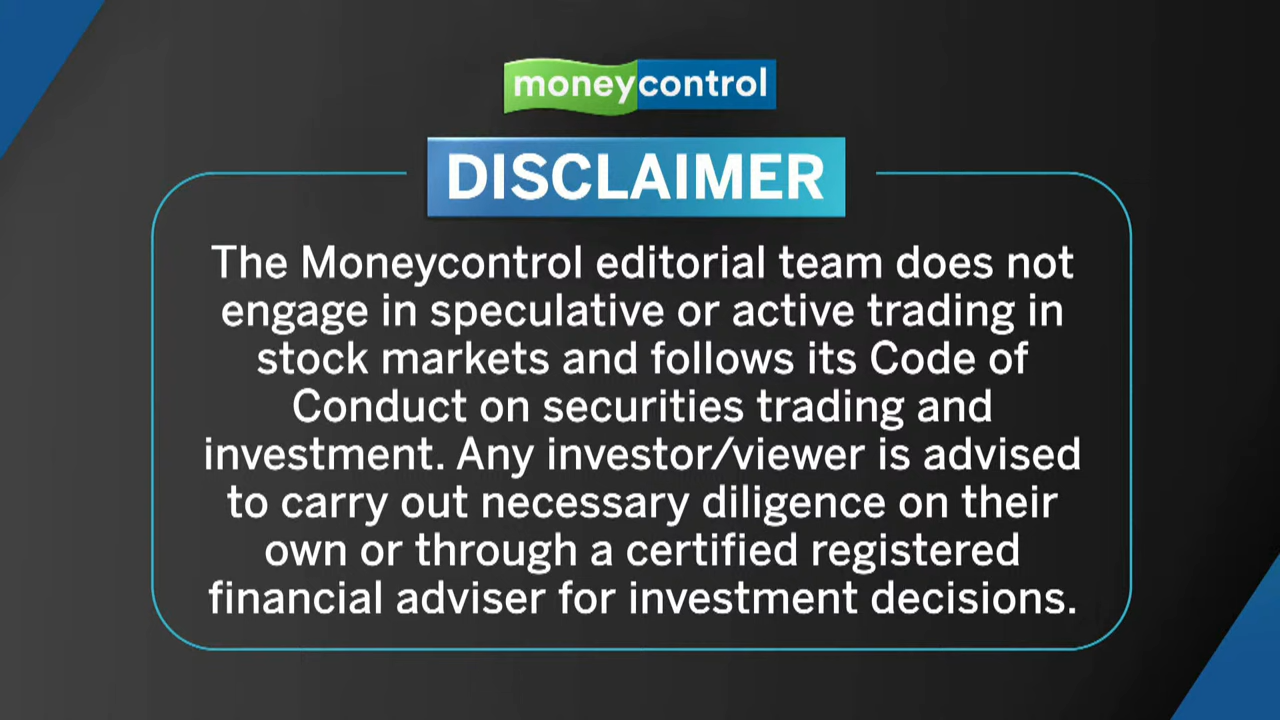 moneycontrol
DISCLAIMER
The Moneycontrol editorial team does not
engage in speculative or active trading in
stock markets and follows its Code of
Conduct on securities trading and
investment. Any investor/viewer is advised
to carry out necessary diligence on their
own or through a certified registered
financial adviser for investment decisions.